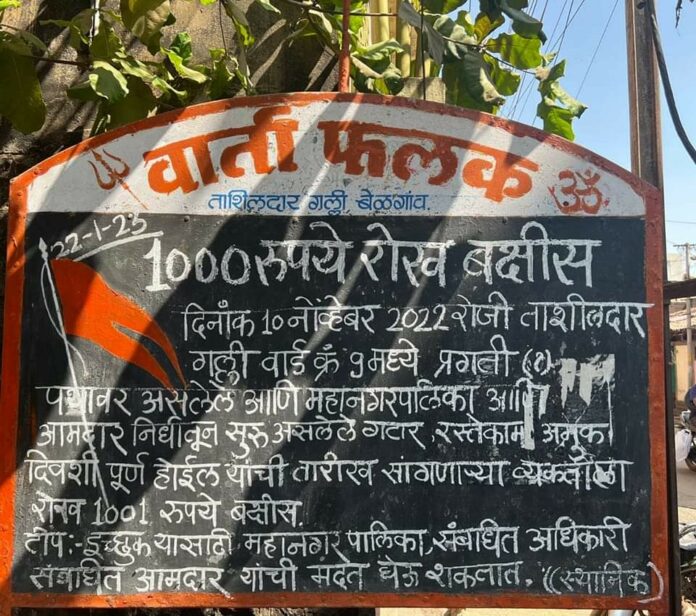 वार्ता फलक ॐ
ताशिलदार गल्ली बेळगांव.
22-1-23
1000 रुपये रोख बक्षीस
दिनाँक 10 नोव्हेंबर 2022 रोजी ताशीलदार
गल्ली वार्ड क्रं 9 मध्ये प्रगती
पथावर असलेले आणि महानगरपालिका आणि
आमदार निधीतून सुरु असलेले गटार, रस्तेकाम अमुक
दिवशी पूर्ण होईल यांची तारीख सांगणाऱ्या व्यक्तीला
रोख 1001 रुपये बक्षीस.
टीप:- इच्छुक यासाठी महानगर पालिका, संबधित अधिकारी
संबधित आमदार यांची मदत घेऊ शकतात. (स्थानिक)